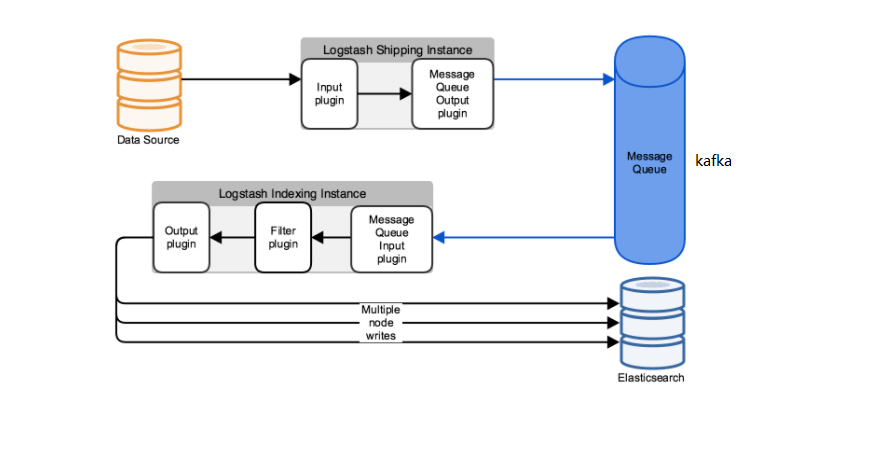 Logstash Shipping Instance
Input
plugin
Message
Queue
Output
plugin
Data Source
Message
Queue
kafka
Logstash Indexing Instance
Output
plugin
Filter
plugin
Message
Queue
Input
plugin
Multiple
node
writes
Elasticsearch